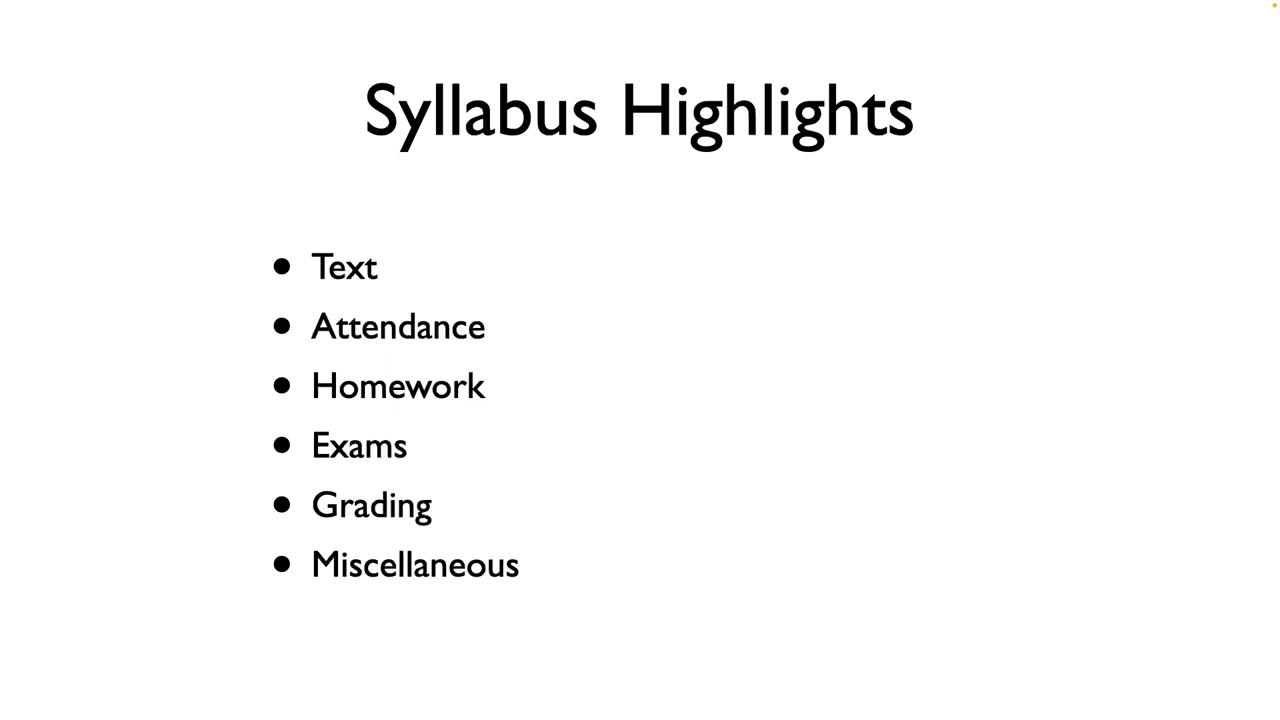 Syllabus Highlights
• Text
• Attendance
• Homework
• Exams
• Grading
• Miscellaneous